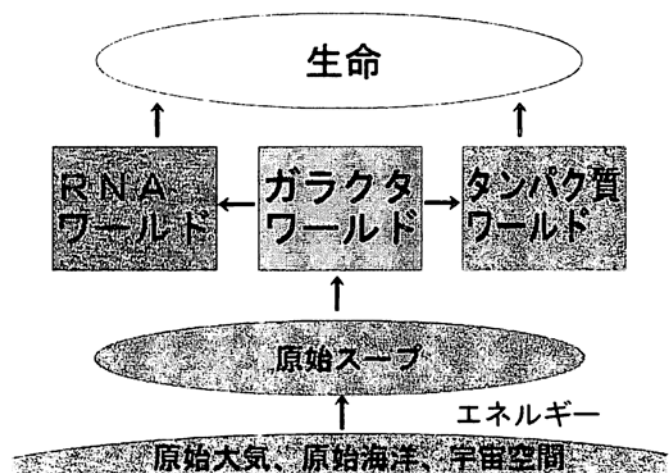 生命
RNA
ワールド
ガラクタ
ワールド
タンパク質
ワールド
原始スープ
エネルギー
原始大気、原始海洋 宇宙空間